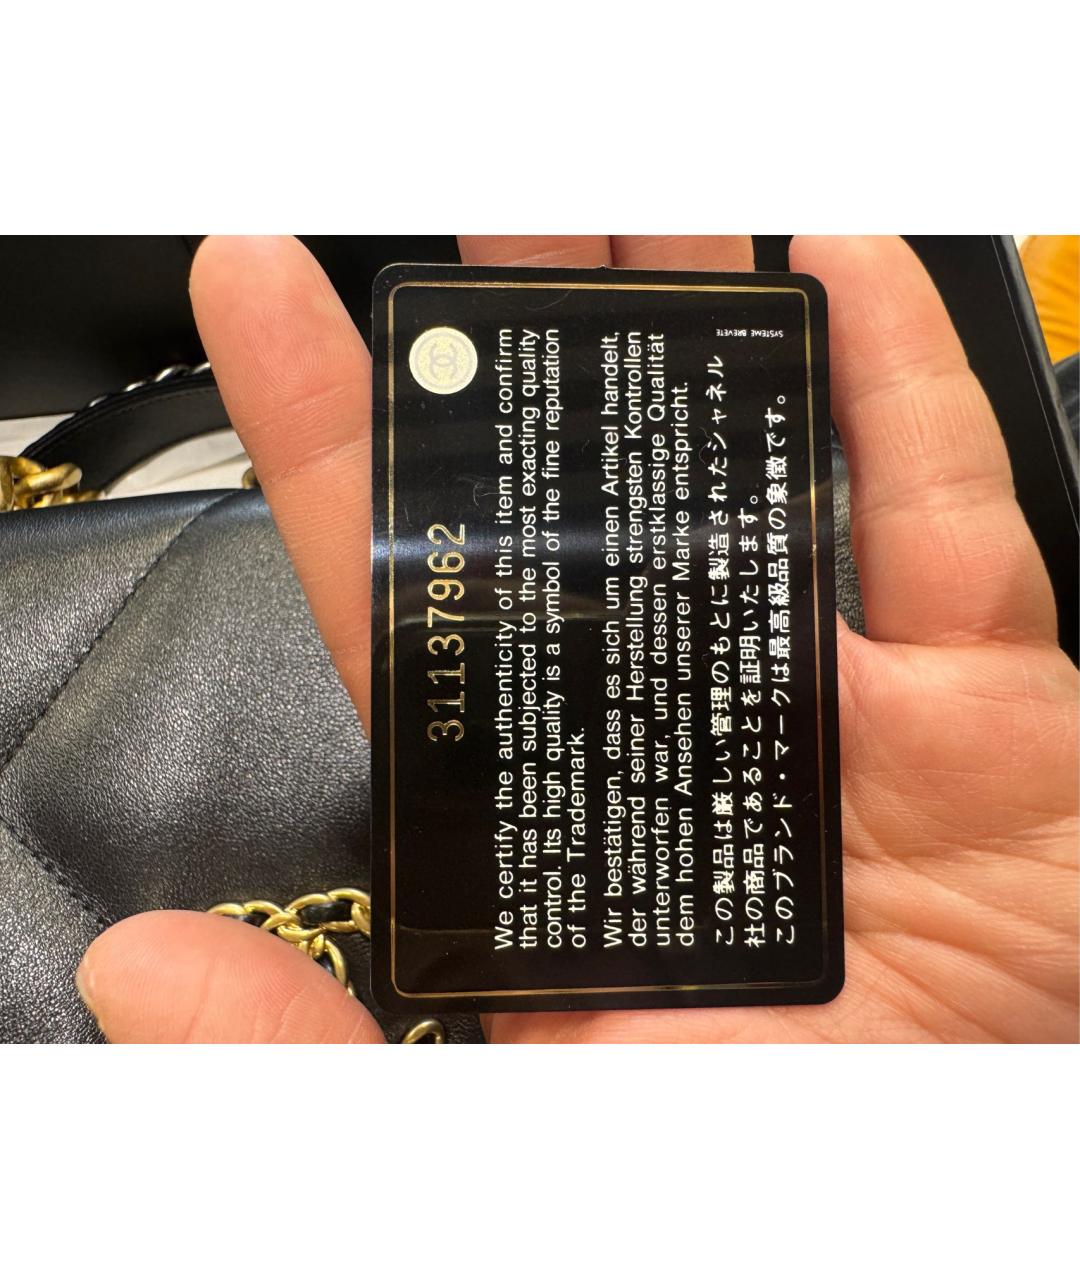 31137962
We certify the authenticity of this item and confirm
that it has been subjected to the most exacting quality
control. Its high quality is a symbol of the fine reputation
of the Trademark.
Wir bestätigen, dass es sich um einen Artikel handelt,
der während seiner Herstellung strengsten Kontrollen
unterworfen war, und dessen erstklassige Qualität
dem hohen Ansehen unserer Marke entspricht.
この製品は厳しい管理のもとに製造されたシャネル
社の商品であることを証明いたします。
このブランド・マークは最高級品質の象徴です。
SYSTEME BREVETE